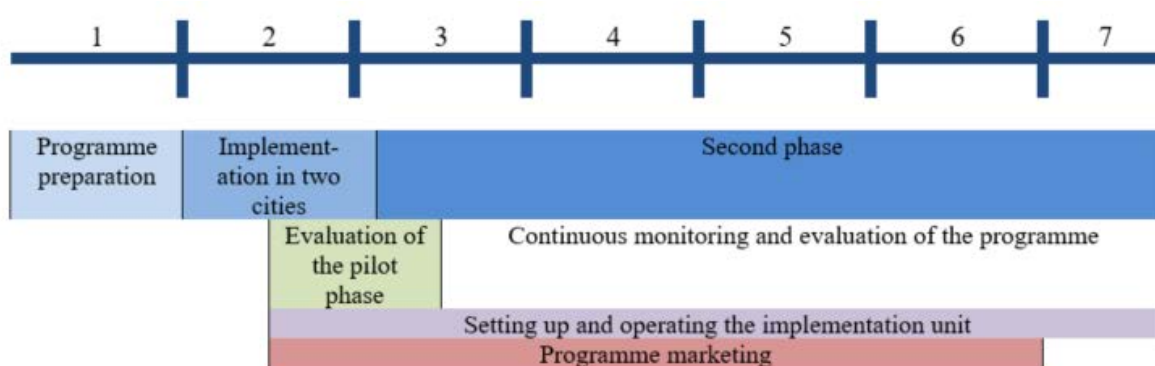 1 2 3 4 5 6 7
Programme
preparation
Implement-
ation in two
cities
Second phase
Evaluation of
the pilot
phase
Continuous monitoring and evaluation of the programme
Setting up and operating the implementation unit
Programme marketing